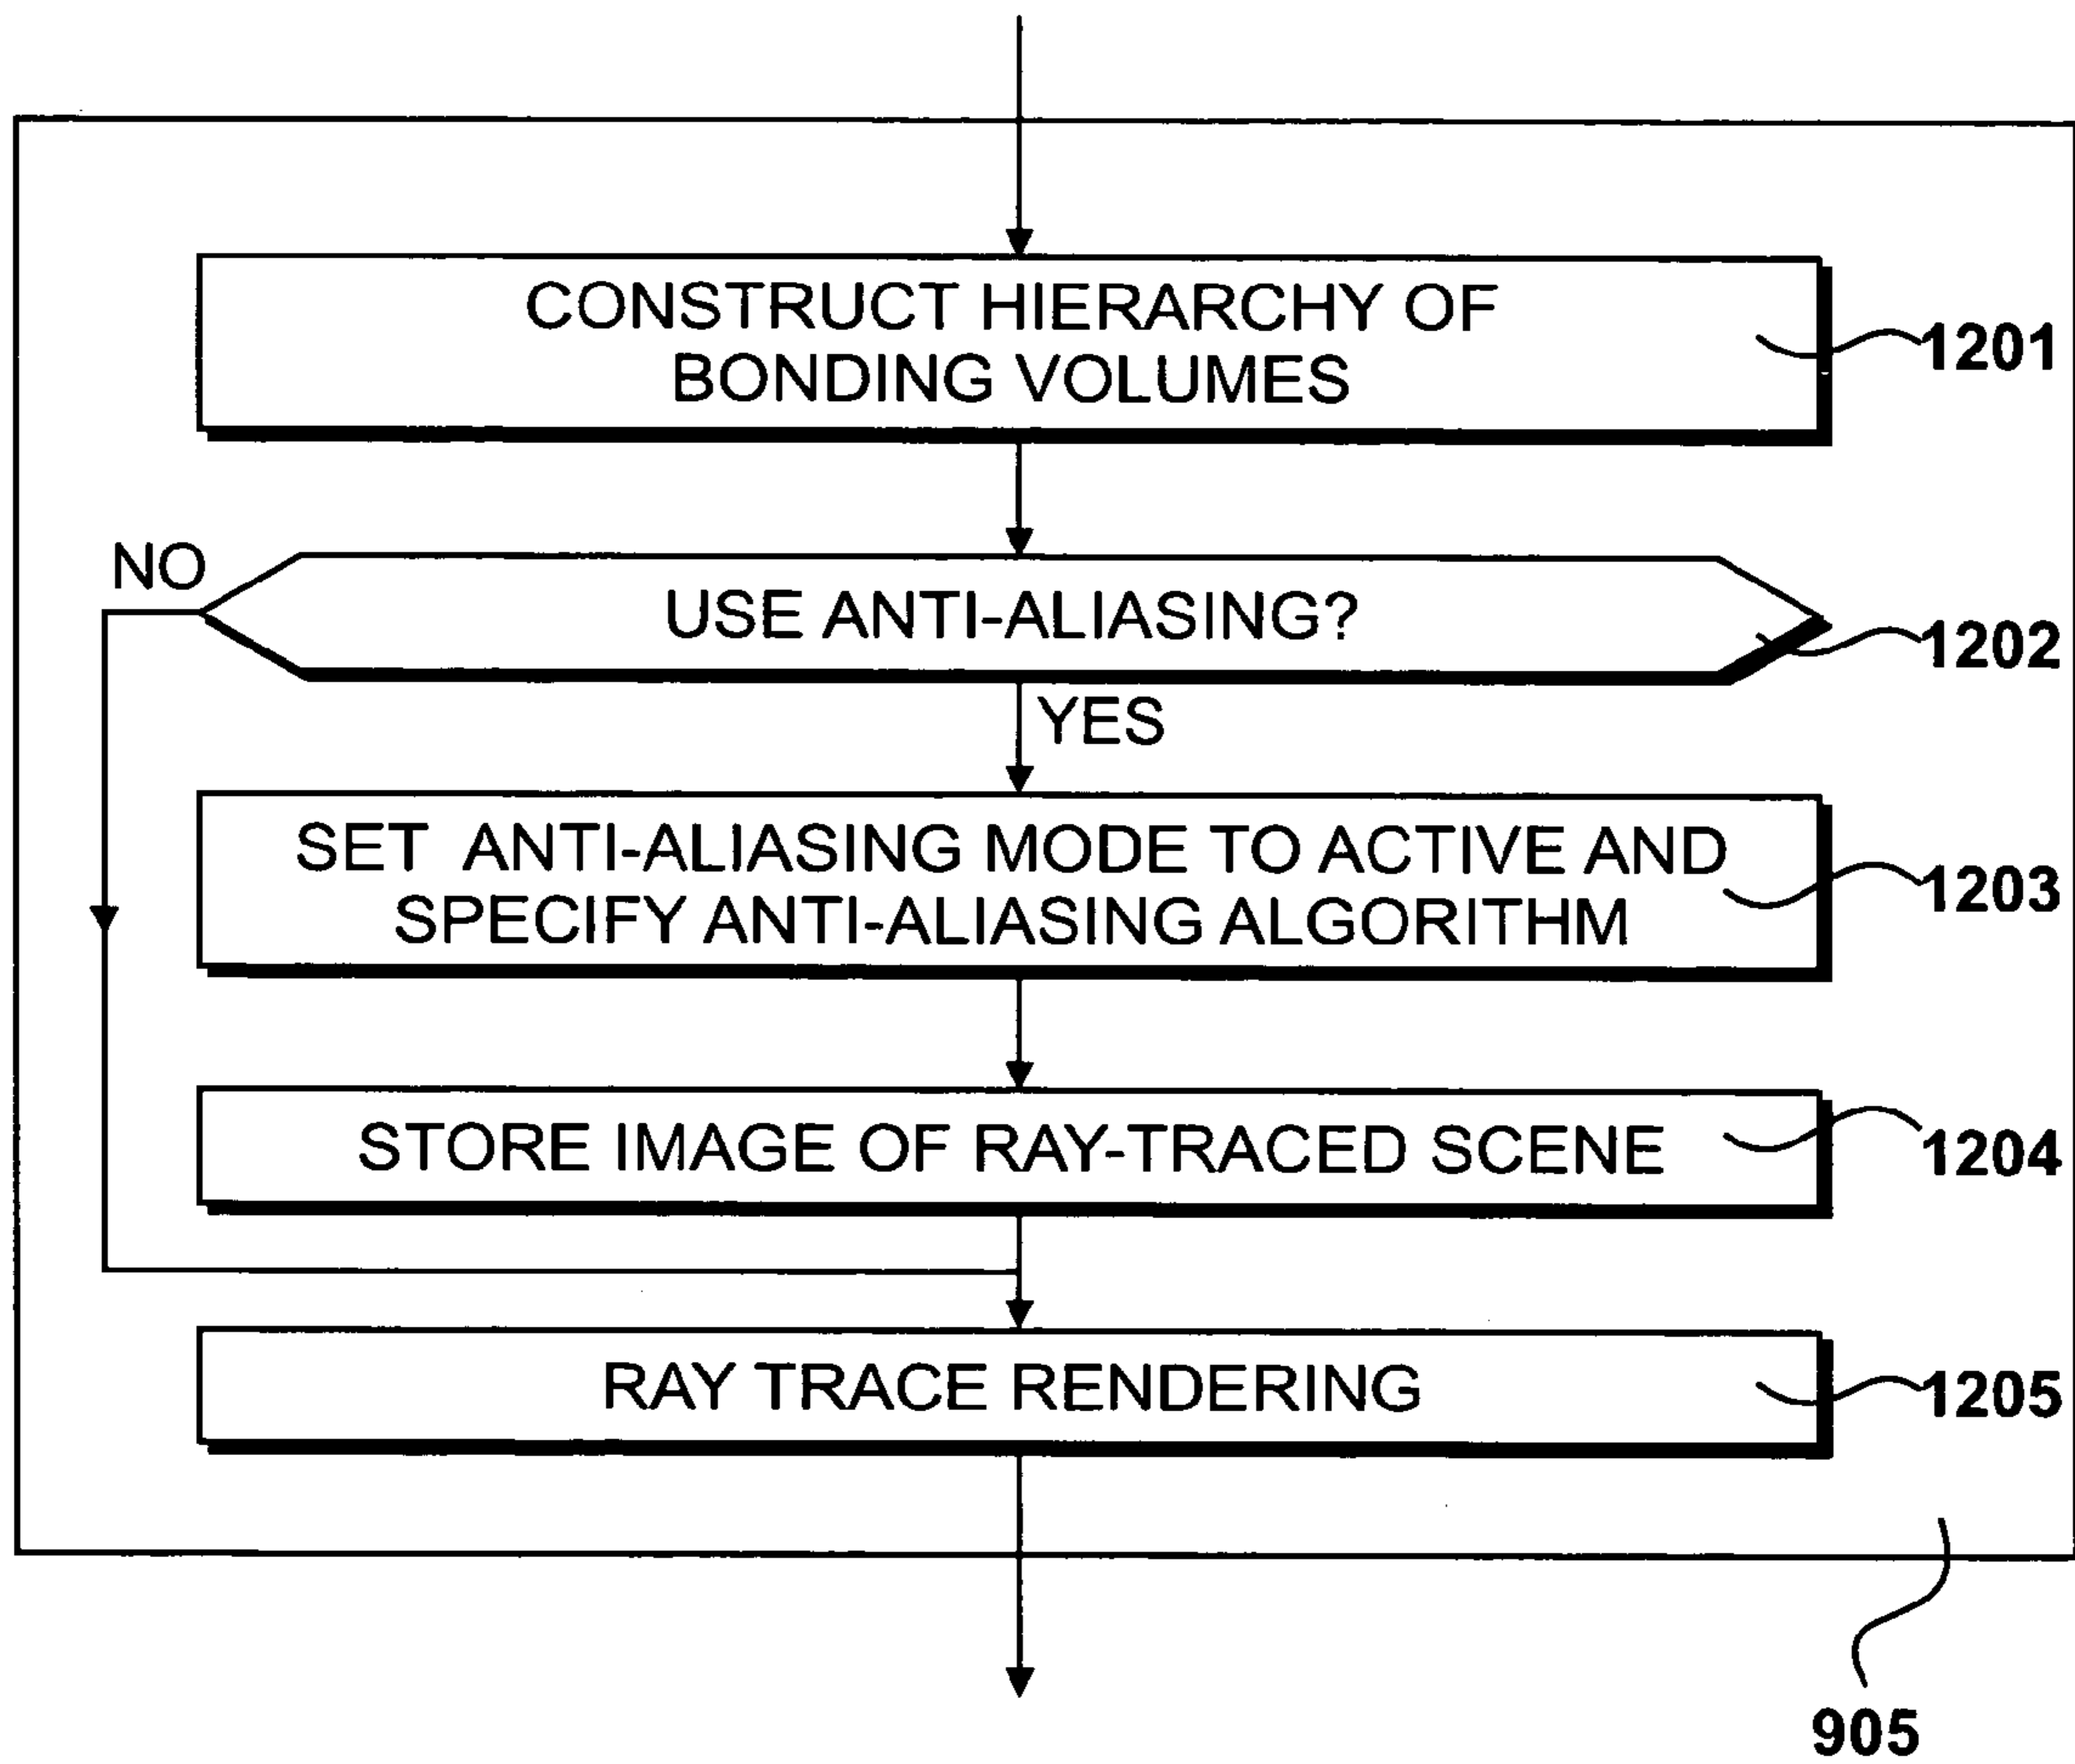 CONSTRUCT HIERARCHY OF
BONDING VOLUMES
1201
NO
USE ANTI-ALIASING?
1202
YES
SET ANTI-ALIASING MODE TO ACTIVE AND
SPECIFY ANTI-ALIASING ALGORITHM
1203
STORE IMAGE OF RAY-TRACED SCENE
1204
RAY TRACE RENDERING
1205
905